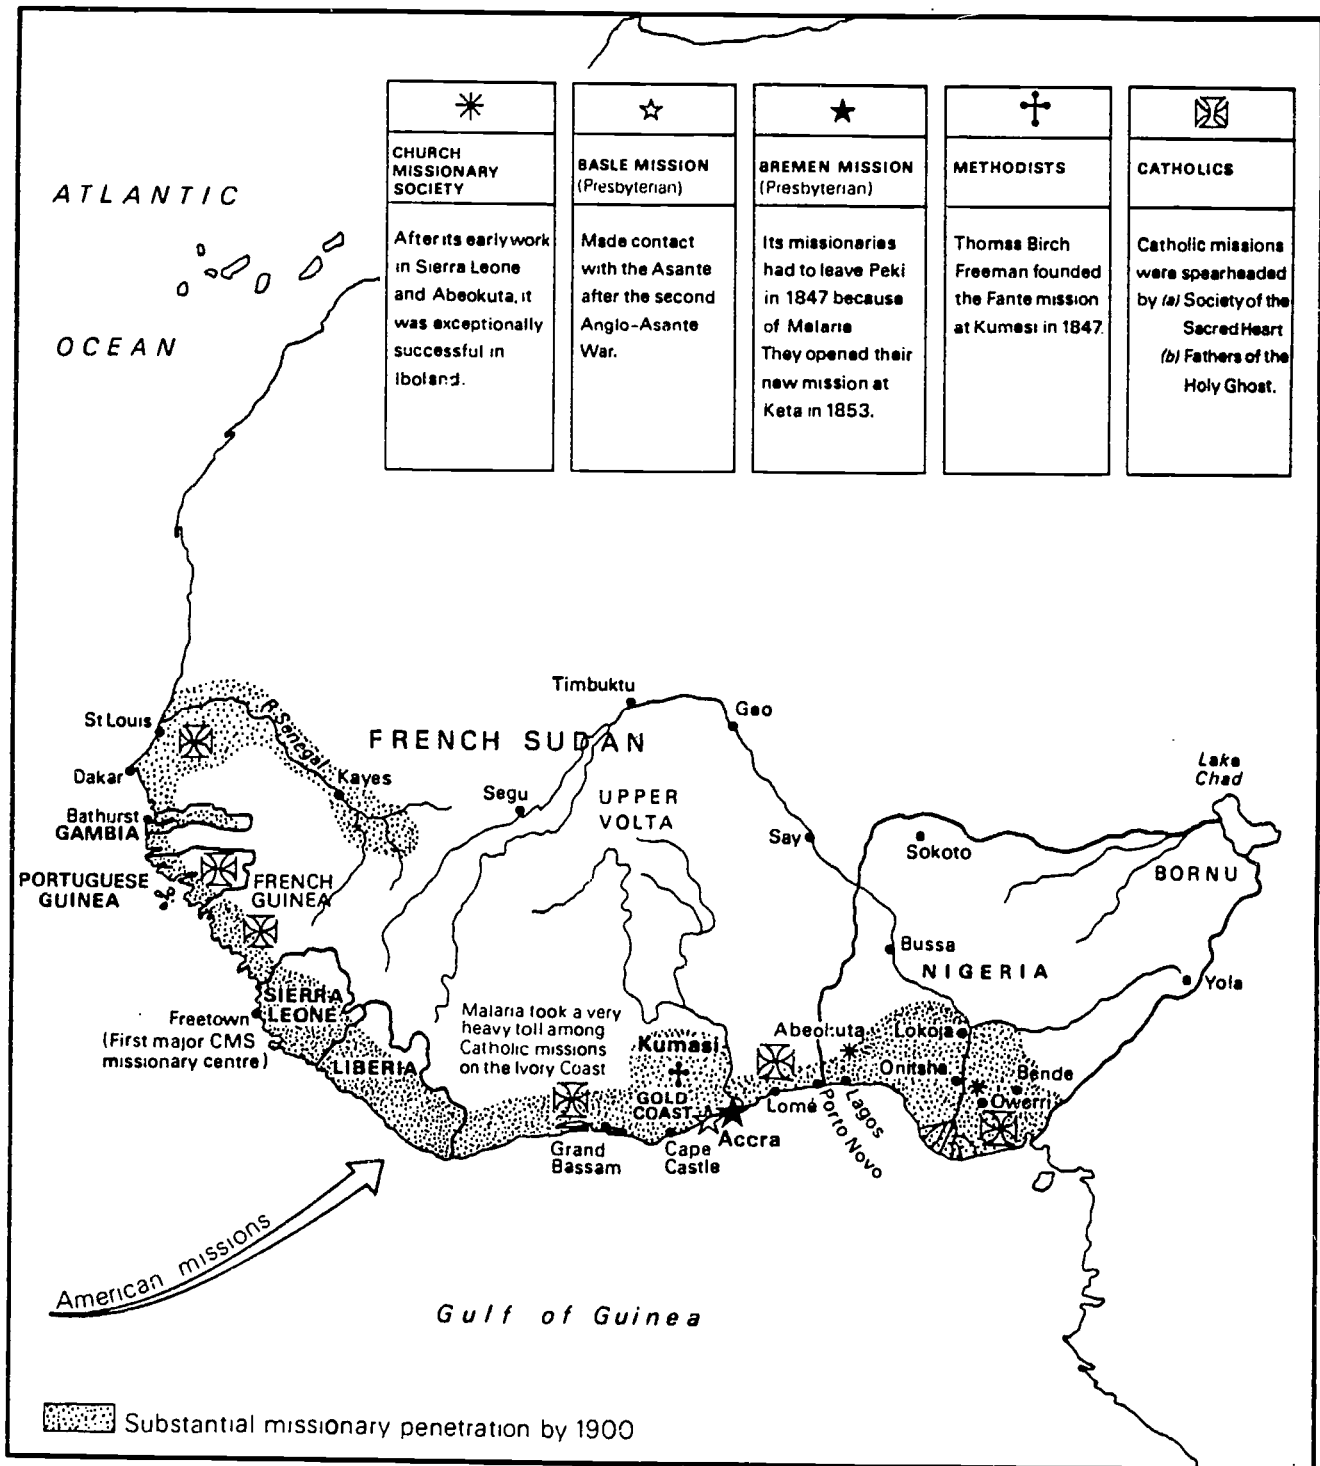 CHURCH
MISSIONARY
SOCIETY
After its early work
in Sierra Leone
and Abeokuta, it
was exceptionally
successful in
Iboland.
BASLE MISSION
(Presbyterian)
Made contact
with the Asante
after the second
Anglo-Asante
War.
BREMEN MISSION
(Presbyterian)
Its missionaries
had to leave Peki
in 1847 because
of Malaria
They opened their
new mission at
Keta in 1853.
METHODISTS
Thomas Birch
Freeman founded
the Fante mission
at Kumasi in 1847.
CATHOLICS
Catholic missions
were spearheaded
by (a) Society of the
Sacred Heart
(b) Fathers of the
Holy Ghost.
ATLANTIC
OCEAN
Timbuktu
Gao
St Louis
R. Senegal
FRENCH SUDAN
Lake
Chad
Dakar
Kayes
Segu
UPPER
VOLTA
Bathurst
GAMBIA
Say
Sokoto
BORNU
PORTUGUESE
GUINEA
FRENCH
GUINEA
Bussa
NIGERIA
Yola
SIERRA
LEONE
Freetown
(First major CMS
missionary centre)
LIBERIA
Malaria took a very
heavy toll among
Catholic missions
on the Ivory Coast
Kumasi
GOLD
COAST
Abeokuta
Lokoja
Onitsha
Bende
Owerri
Lomé
Lagos
Porto Novo
Accra
Cape
Castle
Grand
Bassam
American missions
Gulf of Guinea
Substantial missionary penetration by 1900